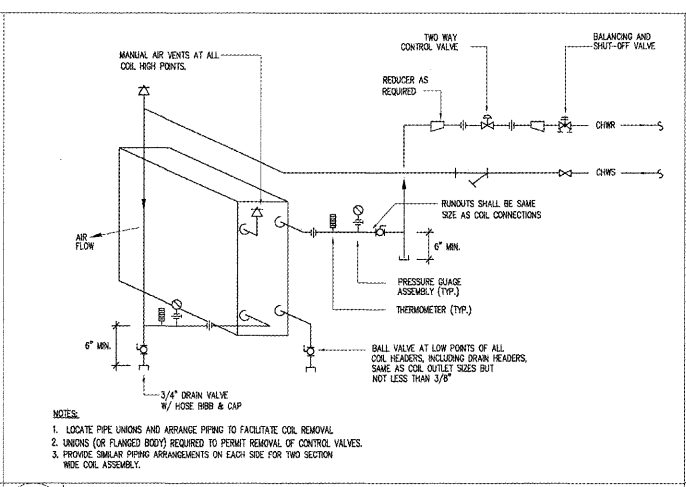 TWO WAY
CONTROL VALVE
BALANCING AND
SHUT-OFF VALVE
MANUAL AIR VENTS AT ALL
COIL HIGH POINTS.
REDUCER AS
REQUIRED
CHWR
CHWS
RUNOUTS SHALL BE SAME
SIZE AS COIL CONNECTIONS
AIR
FLOW
6" MIN.
PRESSURE GUAGE
ASSEMBLY (TYP.)
THERMOMETER (TYP.)
6" MIN.
BALL VALVE AT LOW POINTS OF ALL
COIL HEADERS, INCLUDING DRAIN HEADERS,
SAME AS COIL OUTLET SIZES BUT
NOT LESS THAN 3/8"
3/4" DRAIN VALVE
W/ HOSE BIBB & CAP
NOTES:
1. LOCATE PIPE UNIONS AND ARRANGE PIPING TO FACILITATE COIL REMOVAL
2. UNIONS (OR FLANGED BODY) REQUIRED TO PERMIT REMOVAL OF CONTROL VALVES.
3. PROVIDE SIMILAR PIPING ARRANGEMENTS ON EACH SIDE FOR TWO SECTION
WIDE COIL ASSEMBLY.